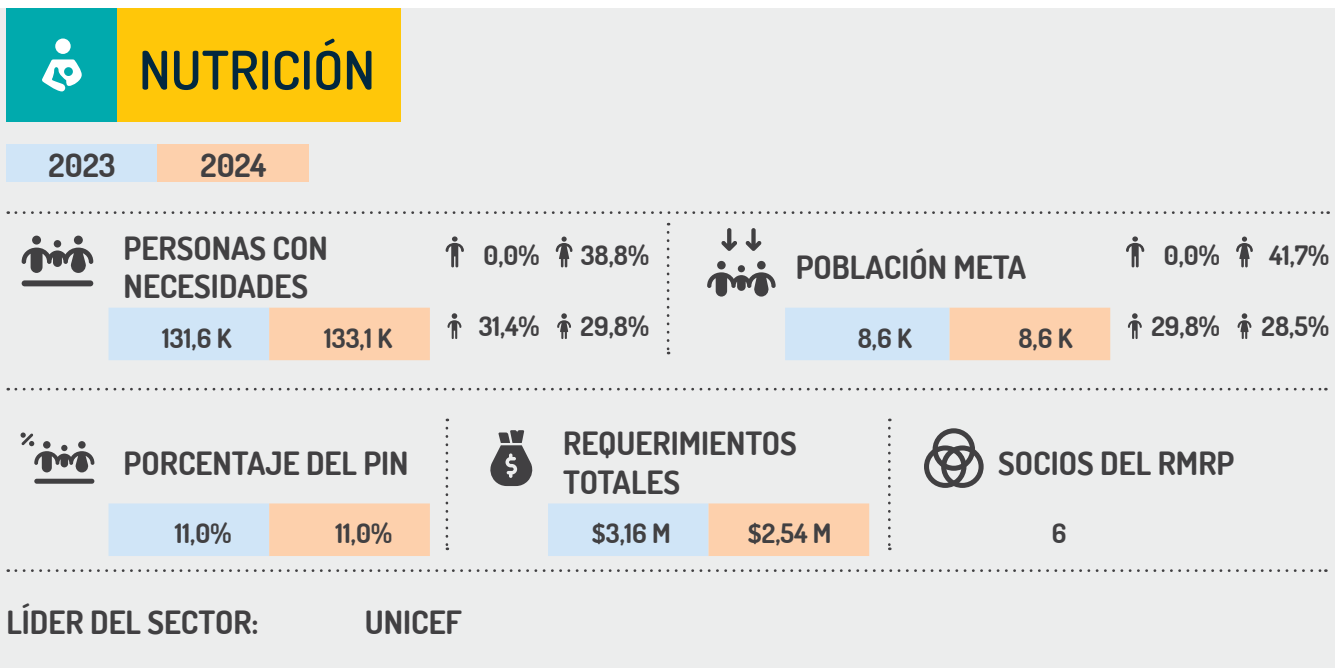 NUTRICIÓN
2023 2024
PERSONAS CON
NECESIDADES
131,6 K 133,1 K
0,0% 38,8%
31,4% 29,8%
POBLACIÓN META
8,6 K 8,6 K
0,0% 41,7%
29,8% 28,5%
% PORCENTAJE DEL PIN
11,0% 11,0%
$ REQUERIMIENTOS
TOTALES
$3,16 M $2,54 M
SOCIOS DEL RMRP
6
LÍDER DEL SECTOR: UNICEF